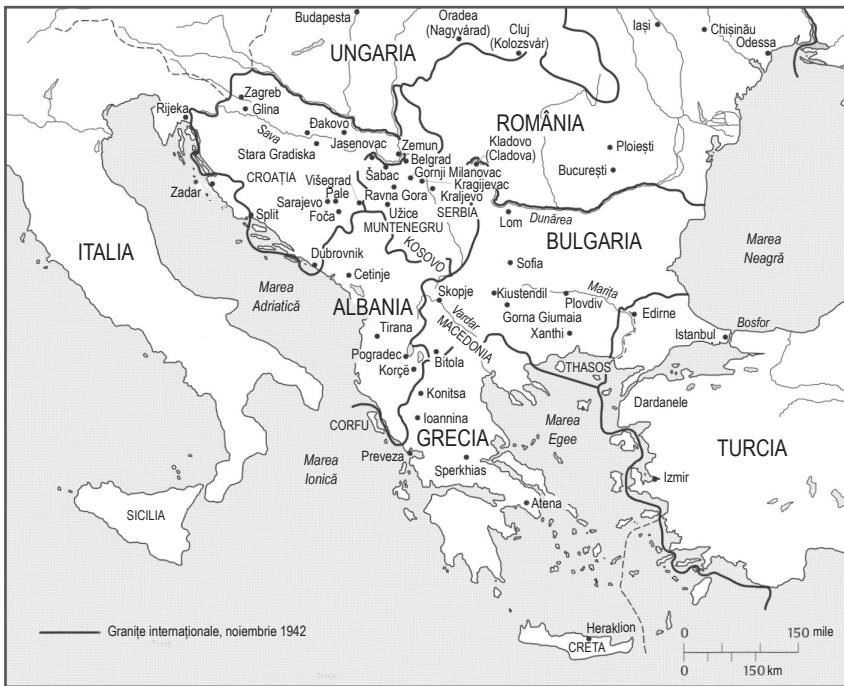 Budapesta
Oradea
(Nagyvárad)
Cluj
(Kolozsvár)
Iași
Chișinău
Odessa
UNGARIA
Zagreb
Glina
Rijeka
Sava
Đakovo
Jasenovac
Stara Gradiska
Zemun
Belgrad
Kladovo
(Cladova)
ROMÂNIA
Ploiești
București
CROAȚIA
Šabac
Gornji Milanovac
Kragijevac
Višegrad
Pale
Ravna Gora
Kraljevo
Zadar
Sarajevo
Foča
Užice
SERBIA
Split
MUNTENEGRU
Lom
Dunărea
ITALIA
KOSOVO
BULGARIA
Marea
Neagră
Dubrovnik
Sofia
Cetinje
Marea
Adriatică
Skopje
Kiustendil
Marița
Plovdiv
ALBANIA
Vardar
Gorna Giumaia
Edirne
Bosfor
Tirana
MACEDONIA
Xanthi
Istanbul
Pogradec
Bitola
THASOS
Korçë
Konitsa
Dardanele
CORFU
Ioannina
Marea
Egee
GRECIA
TURCIA
Marea
Ionică
Preveza
Sperkhias
Izmir
SICILIA
Atena
Granițe internaționale, noiembrie 1942
Heraklion
CRETA
0 150 mile
0 150 km